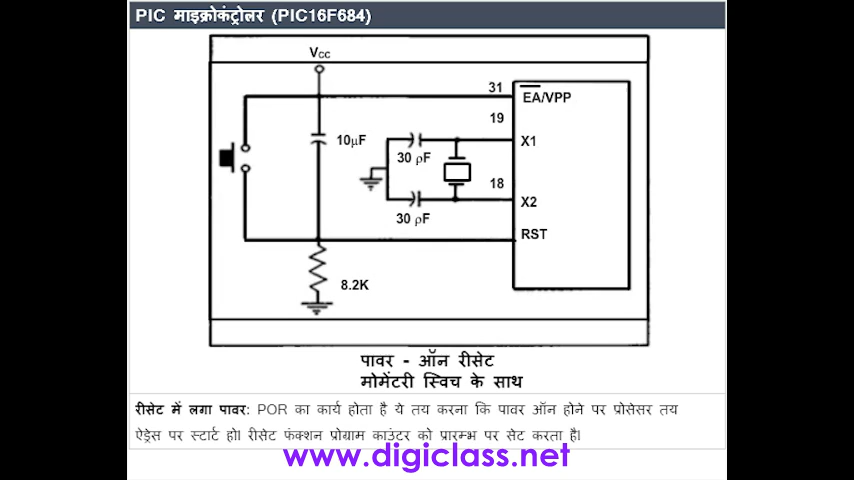 PIC माइक्रोकंट्रोलर (PIC16F684)
VCC
31
EA/VPP
19
10μF
X1
30 ρF
18
X2
30 ρF
RST
8.2K
पावर - ऑन रीसेट
मोमेंटरी स्विच के साथ
रीसेट में लगा पावर: POR का कार्य होता है ये तय करना कि पावर ऑन होने पर प्रोसेसर तय
ऐड्रेस पर स्टार्ट हो। रीसेट फंक्शन प्रोग्राम काउंटर को प्रारम्भ पर सेट करता है।
www.digiclass.net